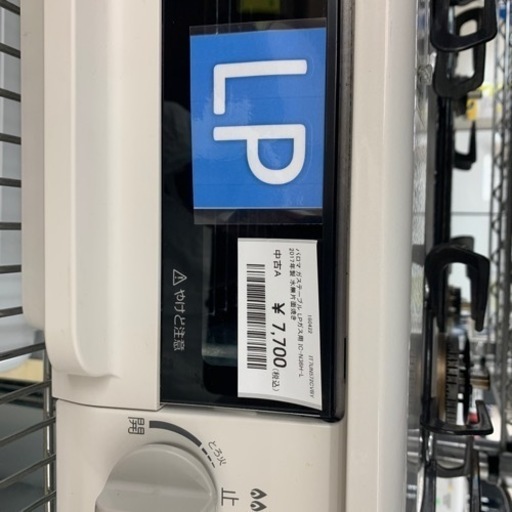 LP
パロマ ガステーブル LPガス用 IC-N36H-L
2017年製 水無片面焼き
中古A
¥7,700(税込)
⚠やけど注意
開
とろ火
止